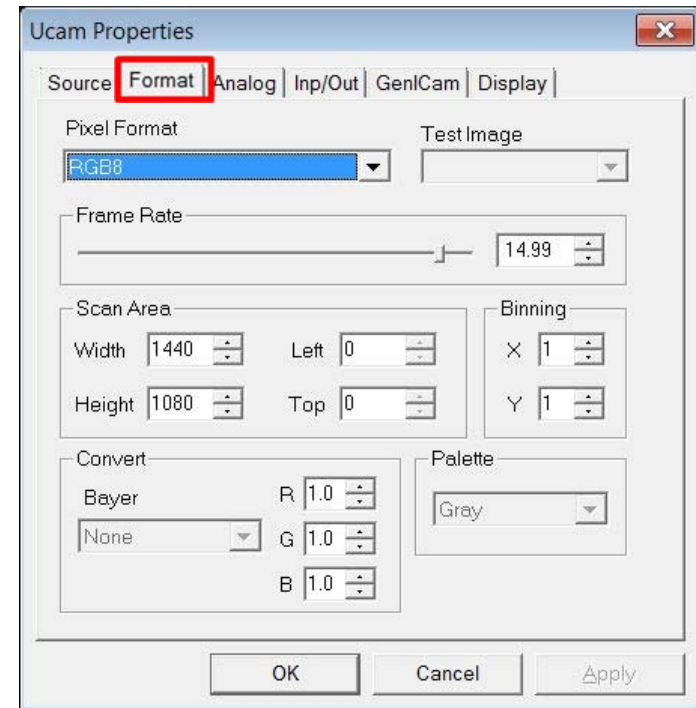 Ucam Properties
Source Format Analog Inp/Out GenICam Display
Pixel Format Test Image
RGB8
Frame Rate
14.99
Scan Area Binning
Width 1440 Left 0 X 1
Height 1080 Top 0 Y 1
Convert Palette
Bayer R 1.0 Gray
None G 1.0
B 1.0
OK Cancel Apply